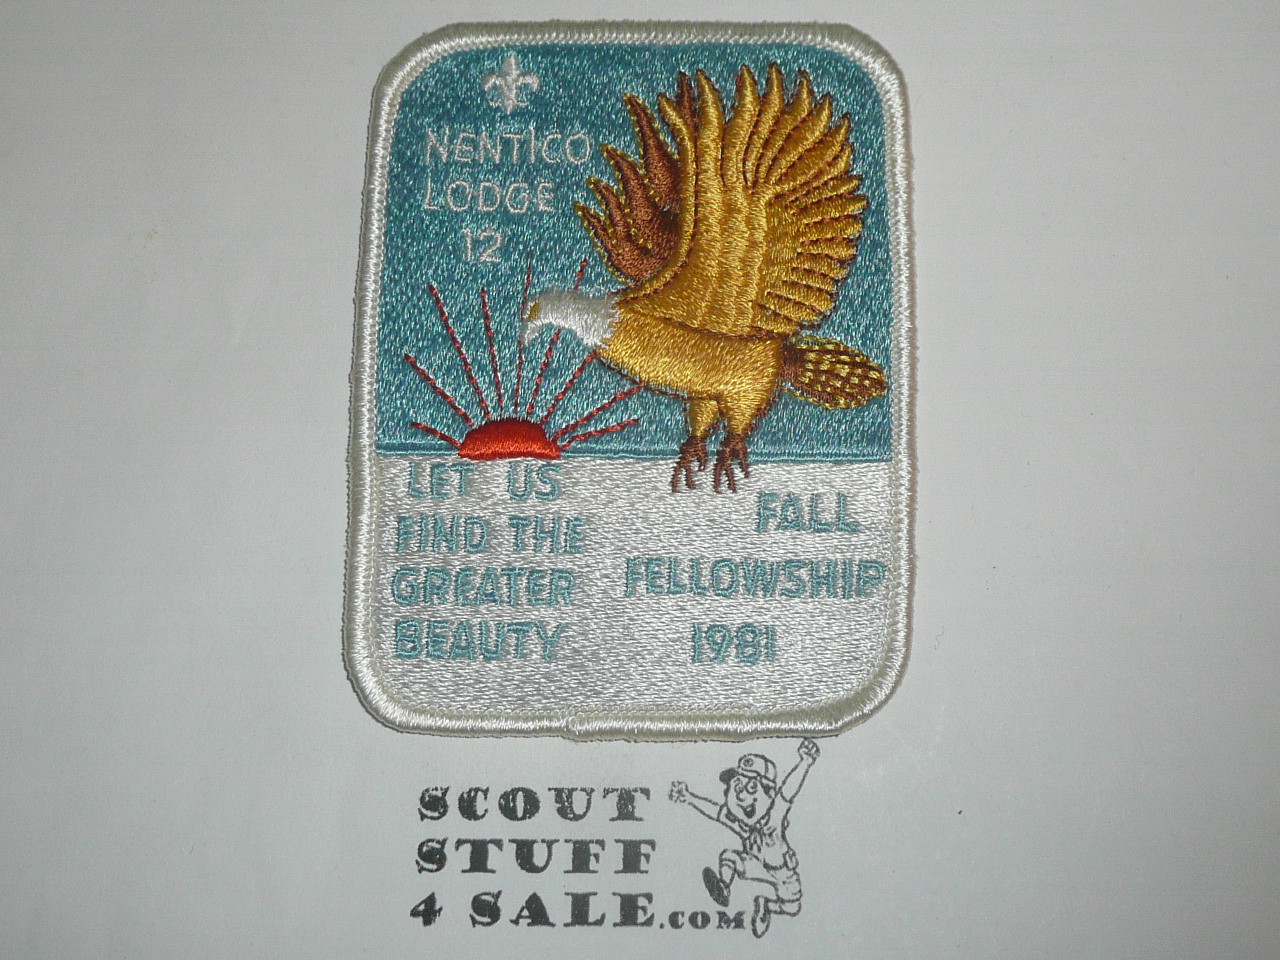 NENTICO
LODGE
12
LET US
FIND THE
GREATER
BEAUTY
FALL
FELLOWSHIP
1981
SCOUT
STUFF
4 SALE.COM